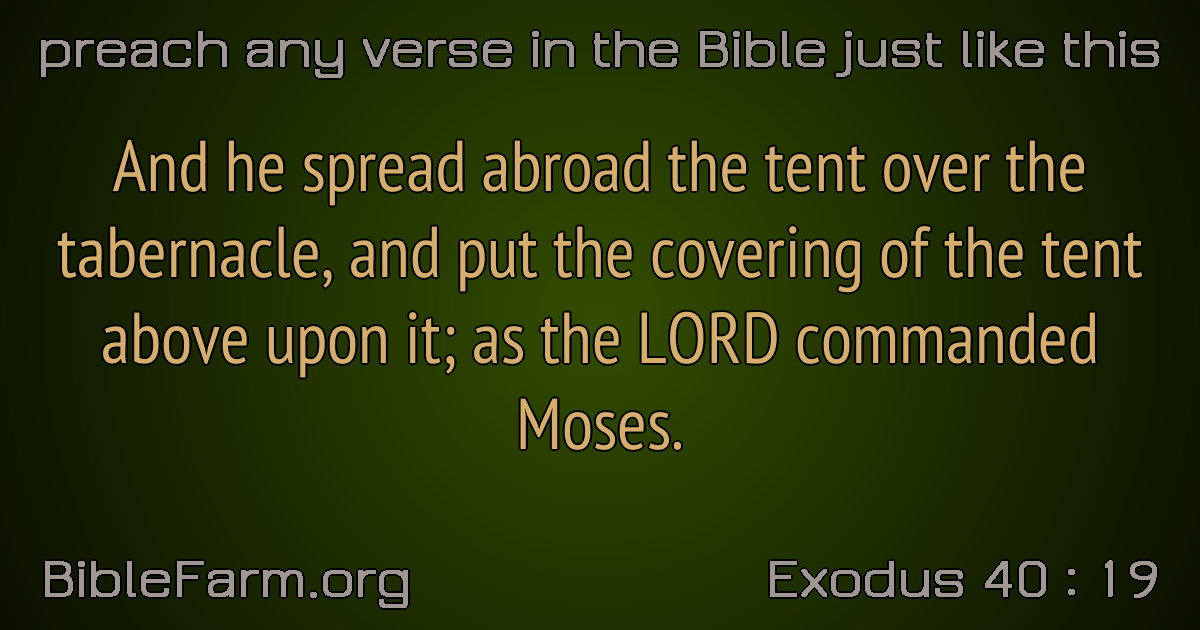 preach any verse in the Bible just like this
And he spread abroad the tent over the
tabernacle, and put the covering of the tent
above upon it; as the LORD commanded
Moses.
BibleFarm.org
Exodus 40 : 19